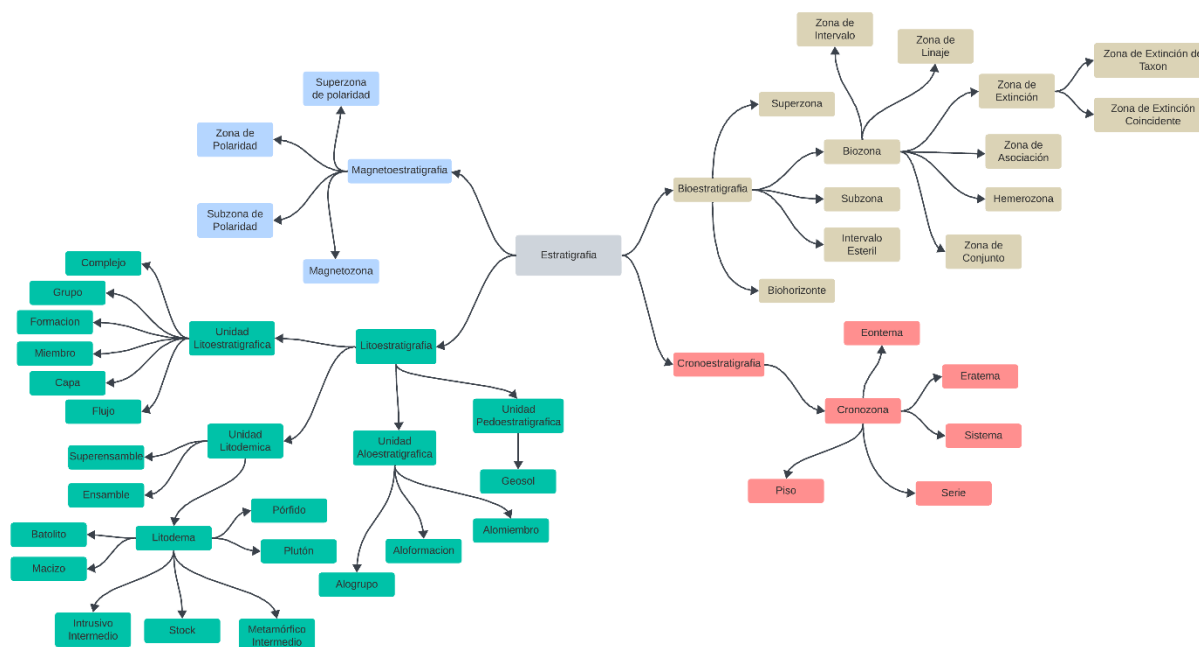 Zona de
Intervalo
Zona de
Linaje
Zona de Extinción de
Taxon
Superzona
de polaridad
Zona de
Extinción
Superzona
Zona de Extinción
Coincidente
Zona de
Polaridad
Biozona
Zona de
Asociación
Magnetoestratigrafia
Bioestratigrafia
Subzona
Hemerozona
Subzona de
Polaridad
Intervalo
Esteril
Zona de
Conjunto
Estratigrafia
Complejo
Magnetozona
Grupo
Biohorizonte
Formacion
Unidad
Litoestratigrafica
Litoestratigrafia
Eontema
Miembro
Cronoestratigrafia
Eratema
Capa
Flujo
Unidad
Pedoestratigrafica
Cronozona
Unidad
Litodemica
Unidad
Aloestratigrafica
Sistema
Superensamble
Geosol
Piso
Serie
Ensamble
Pórfido
Batolito
Litodema
Alomiembro
Plutón
Aloformacion
Macizo
Alogrupo
Intrusivo
Intermedio
Stock
Metamórfico
Intermedio